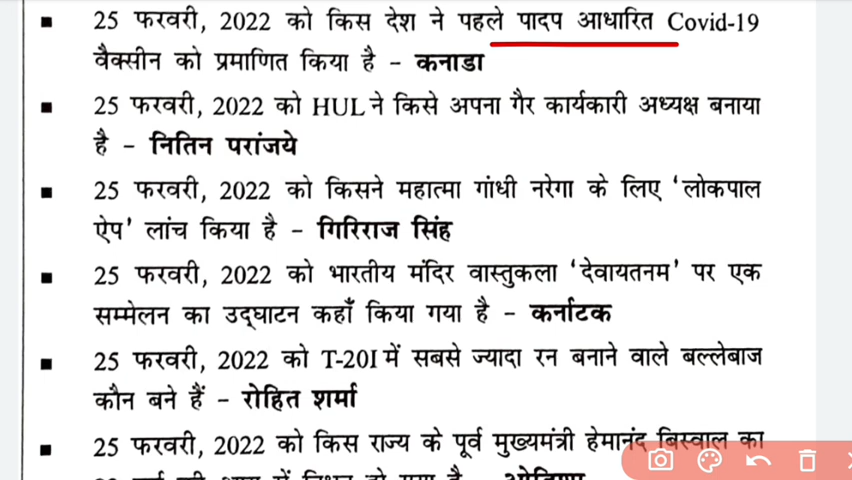 ▪ 25 फरवरी, 2022 को किस देश ने पहले पादप आधारित Covid-19
वैक्सीन को प्रमाणित किया है – कनाडा
▪ 25 फरवरी, 2022 को HUL ने किसे अपना गैर कार्यकारी अध्यक्ष बनाया
है – नितिन परांजये
▪ 25 फरवरी, 2022 को किसने महात्मा गांधी नरेगा के लिए ‘लोकपाल
ऐप’ लांच किया है – गिरिराज सिंह
▪ 25 फरवरी, 2022 को भारतीय मंदिर वास्तुकला ‘देवायतनम’ पर एक
सम्मेलन का उद्घाटन कहाँ किया गया है – कर्नाटक
▪ 25 फरवरी, 2022 को T-20I में सबसे ज्यादा रन बनाने वाले बल्लेबाज
कौन बने हैं – रोहित शर्मा
▪ 25 फरवरी, 2022 को किस राज्य के पूर्व मुख्यमंत्री हेमानंद बिस्वाल का